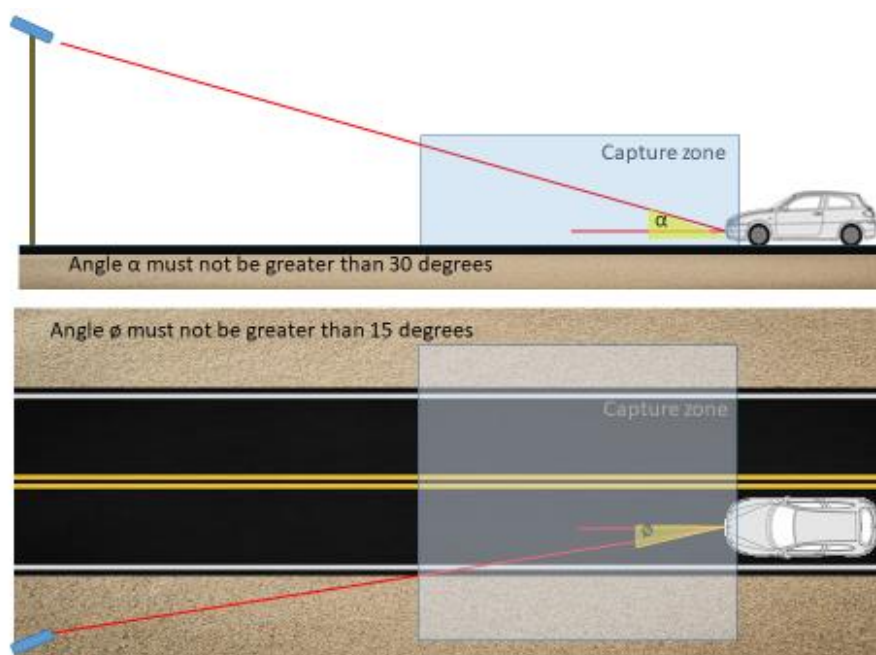 Capture zone
α
Angle α must not be greater than 30 degrees
Angle ø must not be greater than 15 degrees
Capture zone
ø